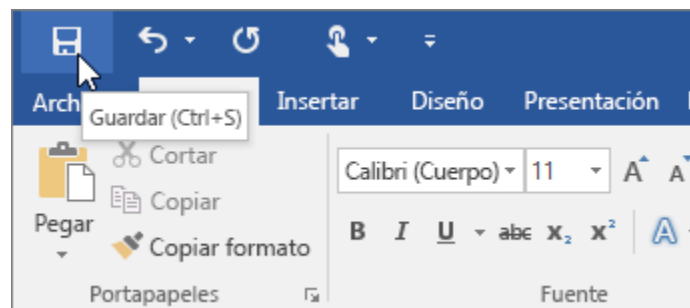 Arch
Guardar (Ctrl+S)
Insertar
Diseño
Presentación
Cortar
Copiar
Copiar formato
Pegar
Portapapeles
Calibri (Cuerpo)
11
A A
B I U abc X₂ X² A
Fuente